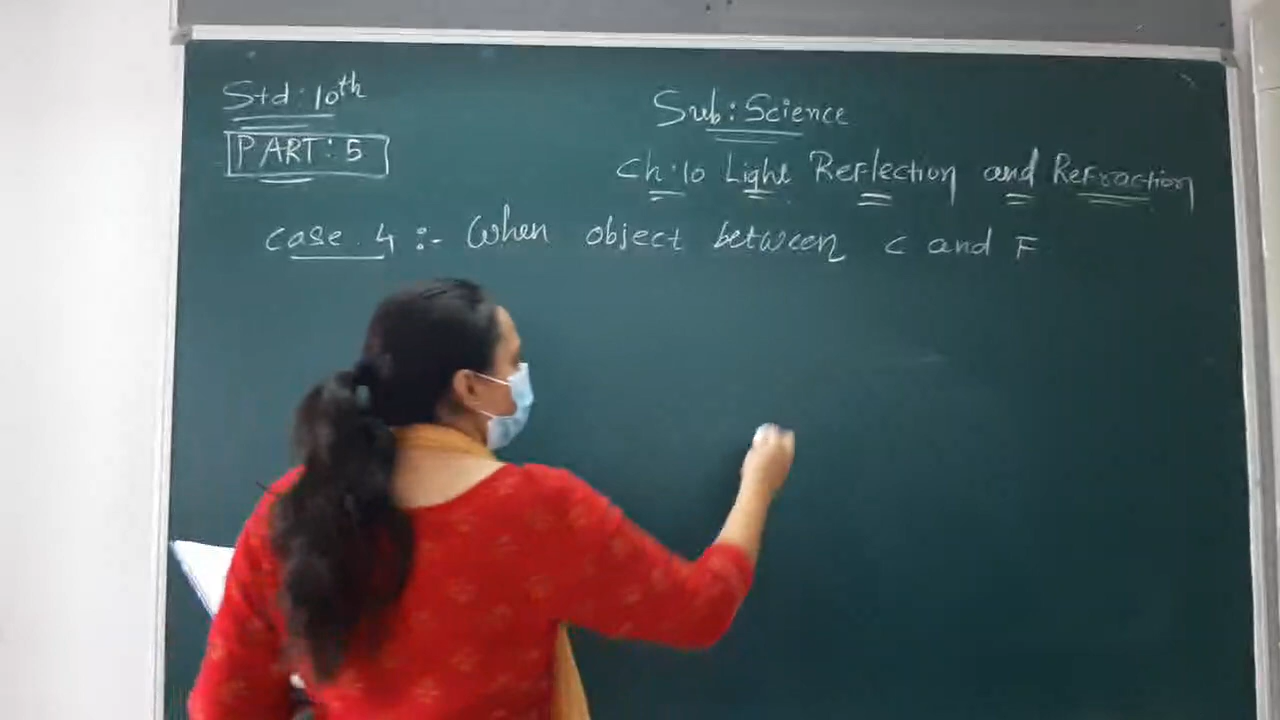 Std: 10th
Sub: Science
PART: 5
Ch: 10 Light Reflection and Refraction
case. 4 :- When object between C and F